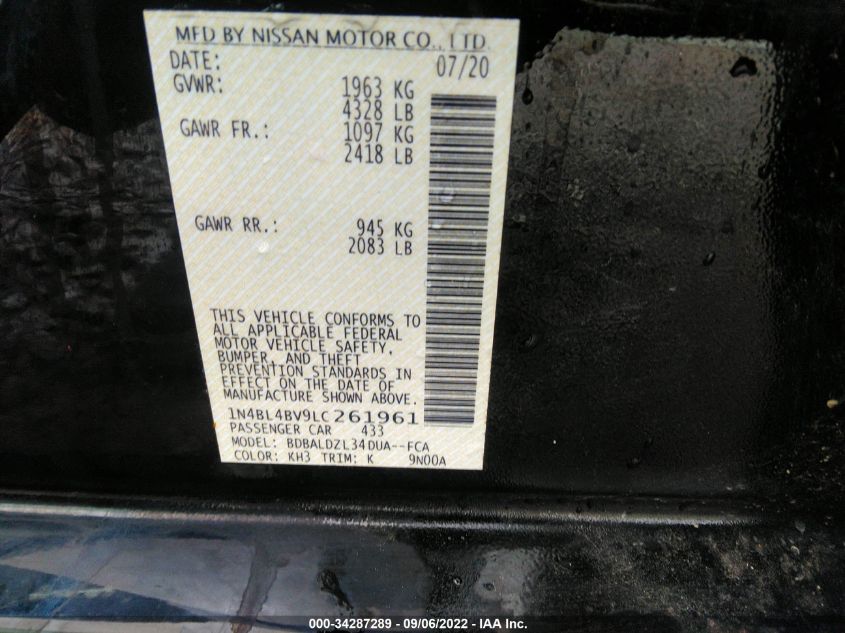 MFD BY NISSAN MOTOR CO., LTD.
DATE: 07/20
GVWR: 1963 KG
4328 LB
GAWR FR.: 1097 KG
2418 LB
GAWR RR.: 945 KG
2083 LB
THIS VEHICLE CONFORMS TO
ALL APPLICABLE FEDERAL
MOTOR VEHICLE SAFETY,
BUMPER, AND THEFT
PREVENTION STANDARDS IN
EFFECT ON THE DATE OF
MANUFACTURE SHOWN ABOVE.
1N4BL4BV9LC261961
PASSENGER CAR 433
MODEL: BDBALDZL34DUA--FCA
COLOR: KH3 TRIM: K 9N00A
000-34287289 - 09/06/2022 - IAA Inc.